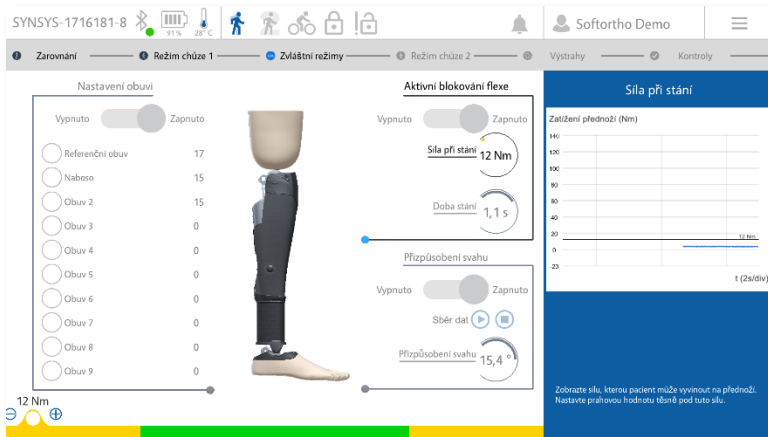 SYNSYS-1716181-8
91 %
28° C
Softortho Demo
Zarovnání
Režim chůze 1
Zvláštní režimy
Režim chůze 2
Výstrahy
Kontroly
Nastavení obuvi
Vypnuto
Zapnuto
Referenční obuv 17
Naboso 15
Obuv 2 15
Obuv 3 0
Obuv 4 0
Obuv 5 0
Obuv 6 0
Obuv 7 0
Obuv 8 0
Obuv 9 0
Aktivní blokování flexe
Vypnuto
Zapnuto
Síla při stání
12 Nm
Doba stání
1,1 s
Přizpůsobení svahu
Vypnuto
Zapnuto
Sběr dat
Přizpůsobení svahu
15,4 °
12 Nm
Síla při stání
Zatížení přednoží (Nm)
140
120
100
80
60
40
20
0
-20
12 Nm
t (2s/div)
Zobrazte sílu, kterou pacient může vyvinout na přednoží.
Nastavte prahovou hodnotu těsně pod tuto sílu.